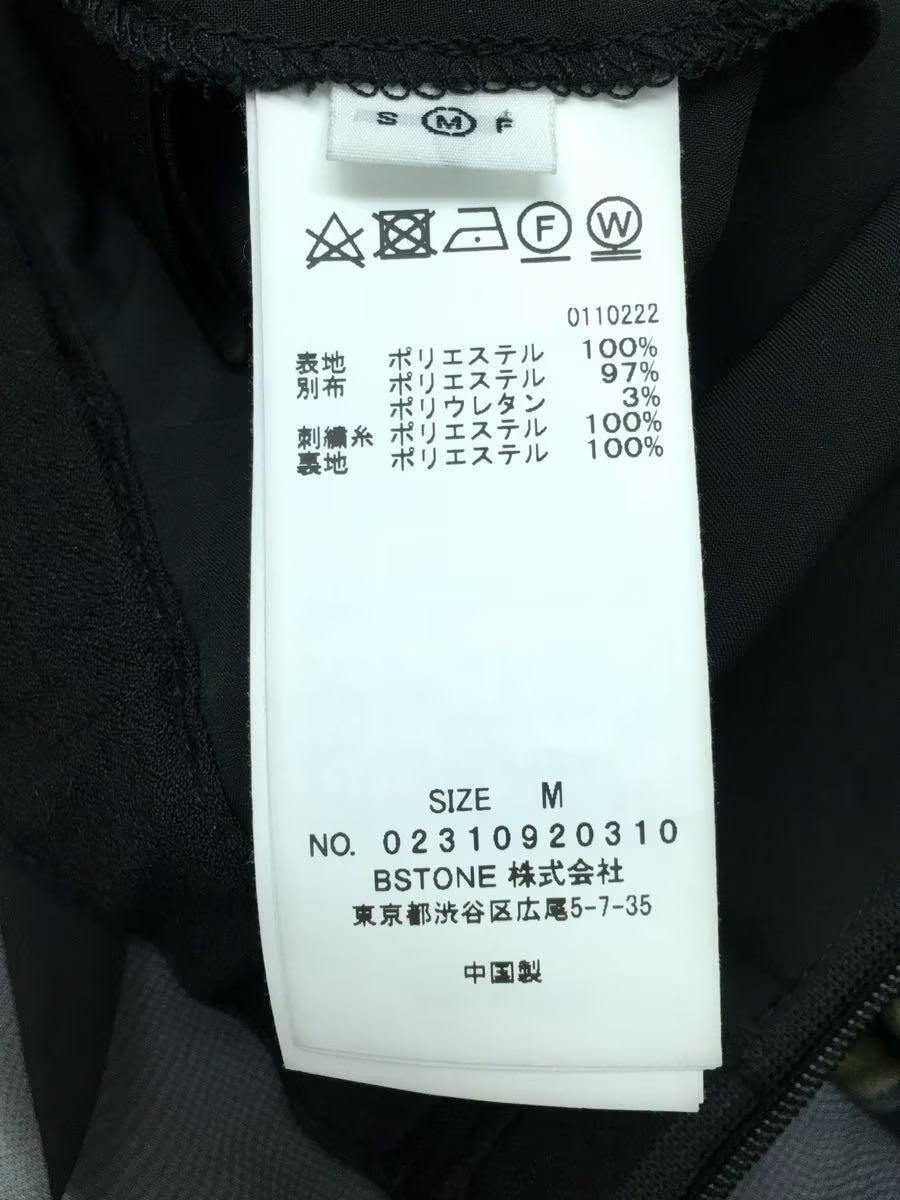 S M F
F W
0110222
表地 ポリエステル 100%
別布 ポリエステル 97%
ポリウレタン 3%
刺繍糸 ポリエステル 100%
裏地 ポリエステル 100%
SIZE M
NO. 02310920310
BSTONE 株式会社
東京都渋谷区広尾5-7-35
中国製